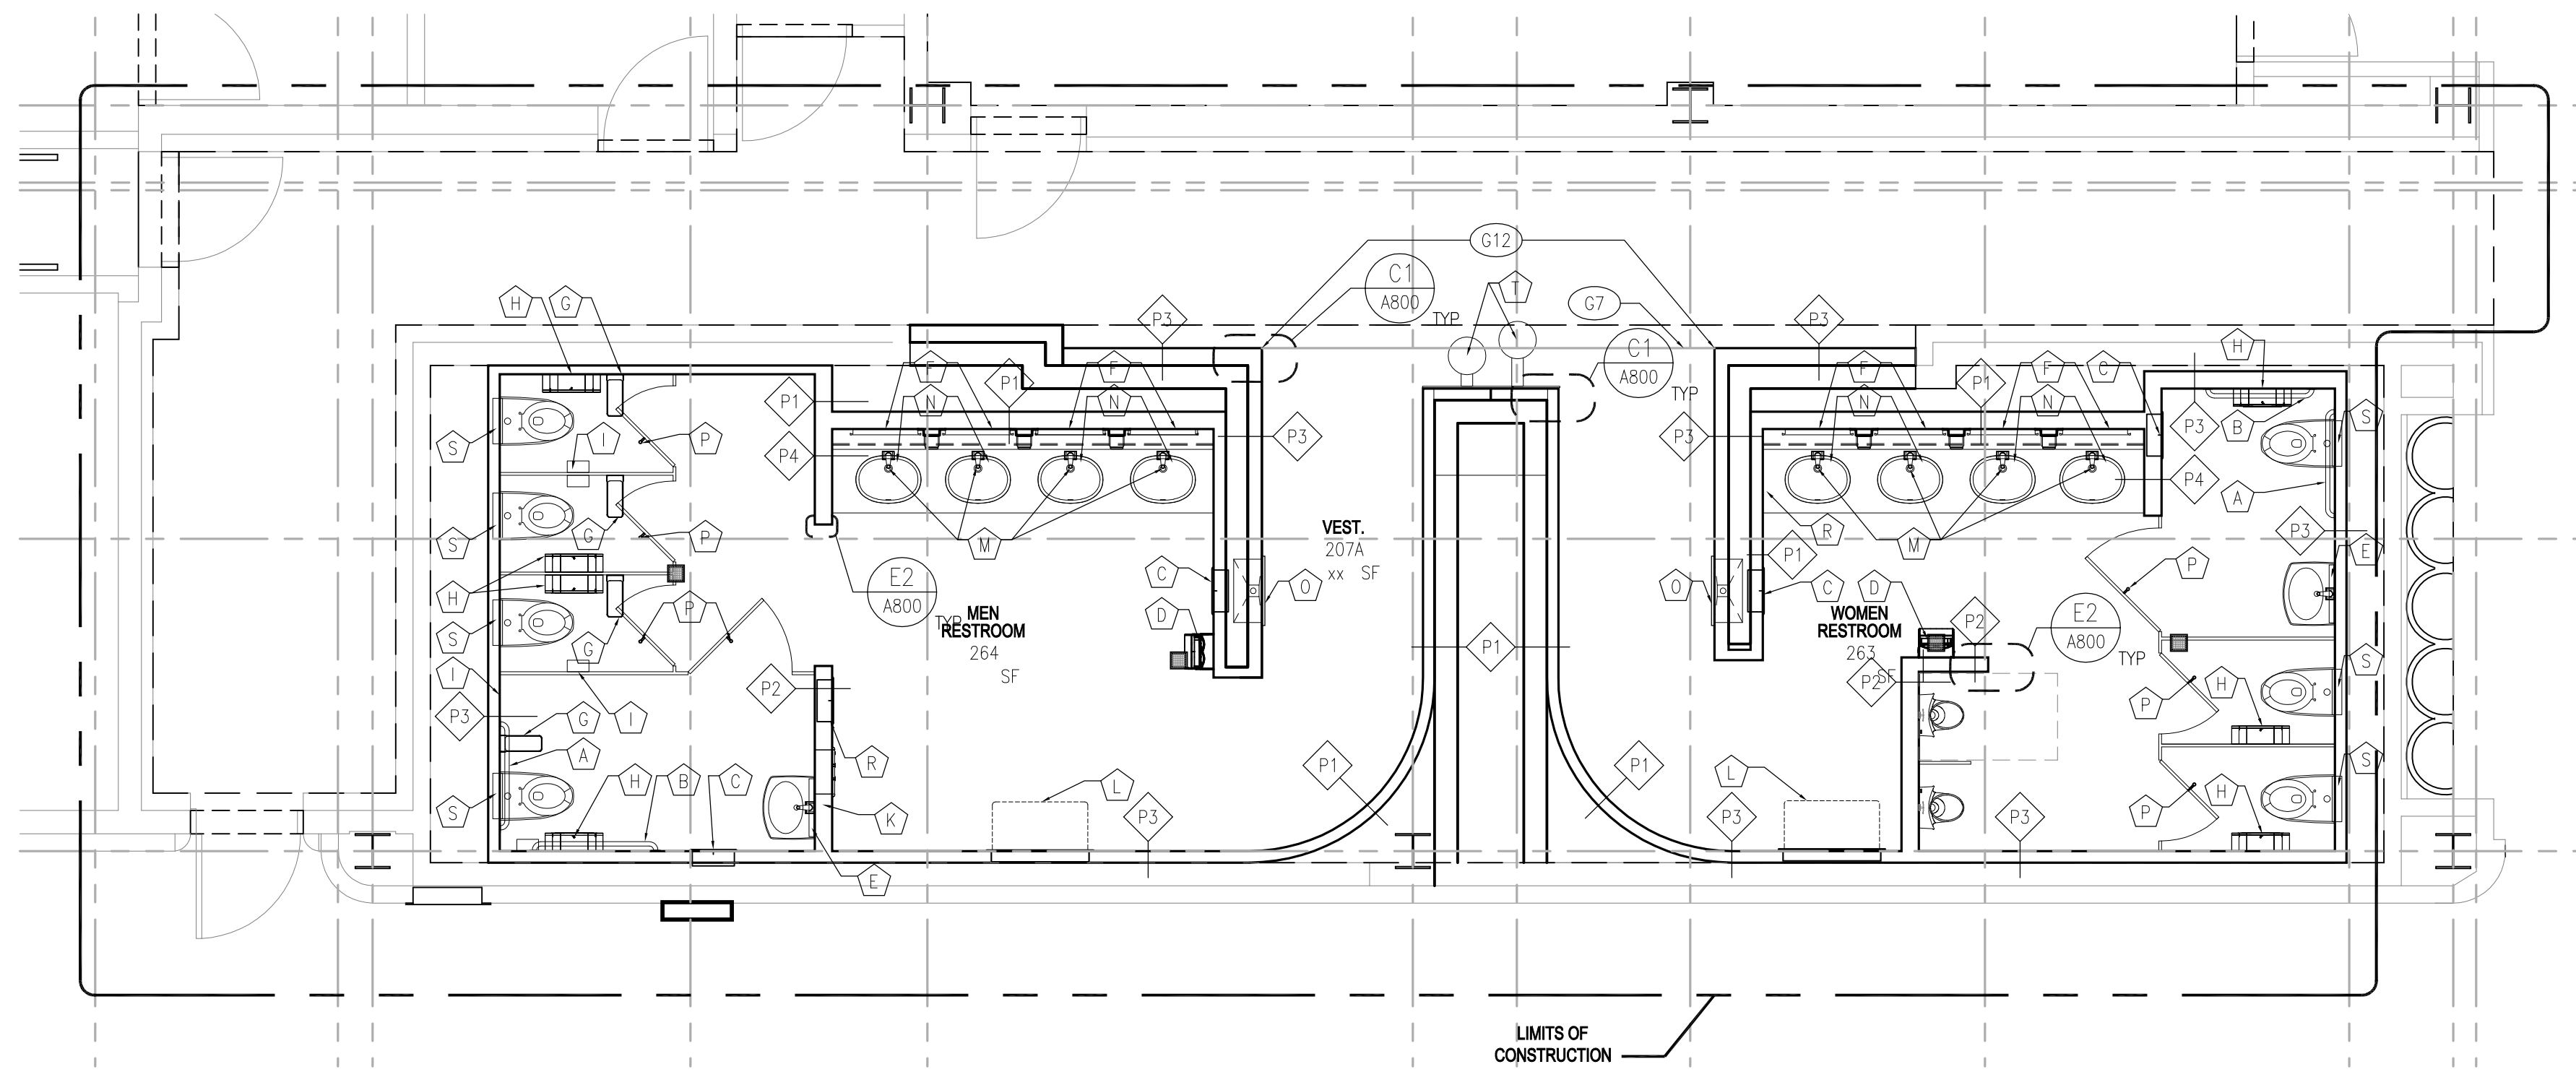 G12
C1
A800
TYP
T
G7
H
G
P3
C1
A800
TYP
P3
H
F
P1
F
F
P1
F
C
P1
N
N
N
N
B
S
S
I
P
P4
P3
P3
P3
P4
A
S
G
P
M
VEST.
207A
xx SF
R
M
P1
P3
E
P
H
E2
A800
TYP
P
C
O
O
C
D
D
MEN
RESTROOM
264
SF
WOMEN
RESTROOM
263
SF
P2
E2
A800
TYP
S
G
I
P2
P1
P2
S
H
P3
G
I
P
A
R
P1
P1
L
L
S
H
B
C
P
H
S
K
P3
P3
P3
E
LIMITS OF
CONSTRUCTION